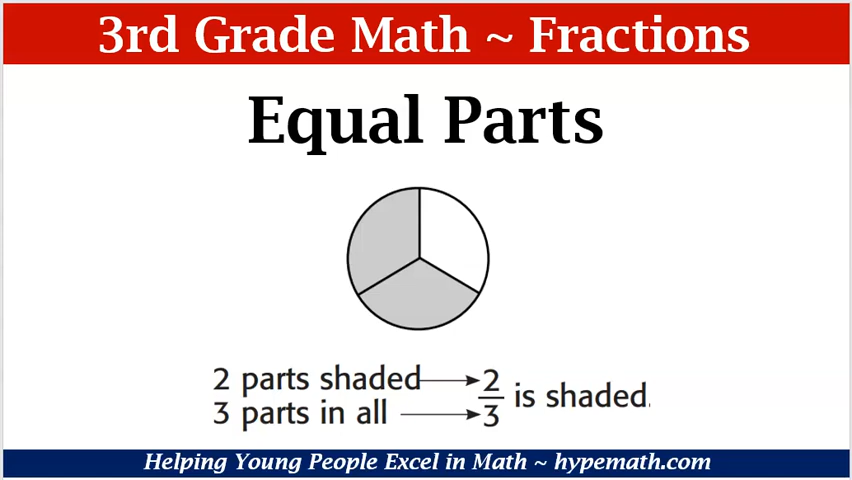 3rd Grade Math ~ Fractions
Equal Parts
2 parts shaded → 2
3 parts in all → 3
is shaded.
Helping Young People Excel in Math ~ hypemath.com